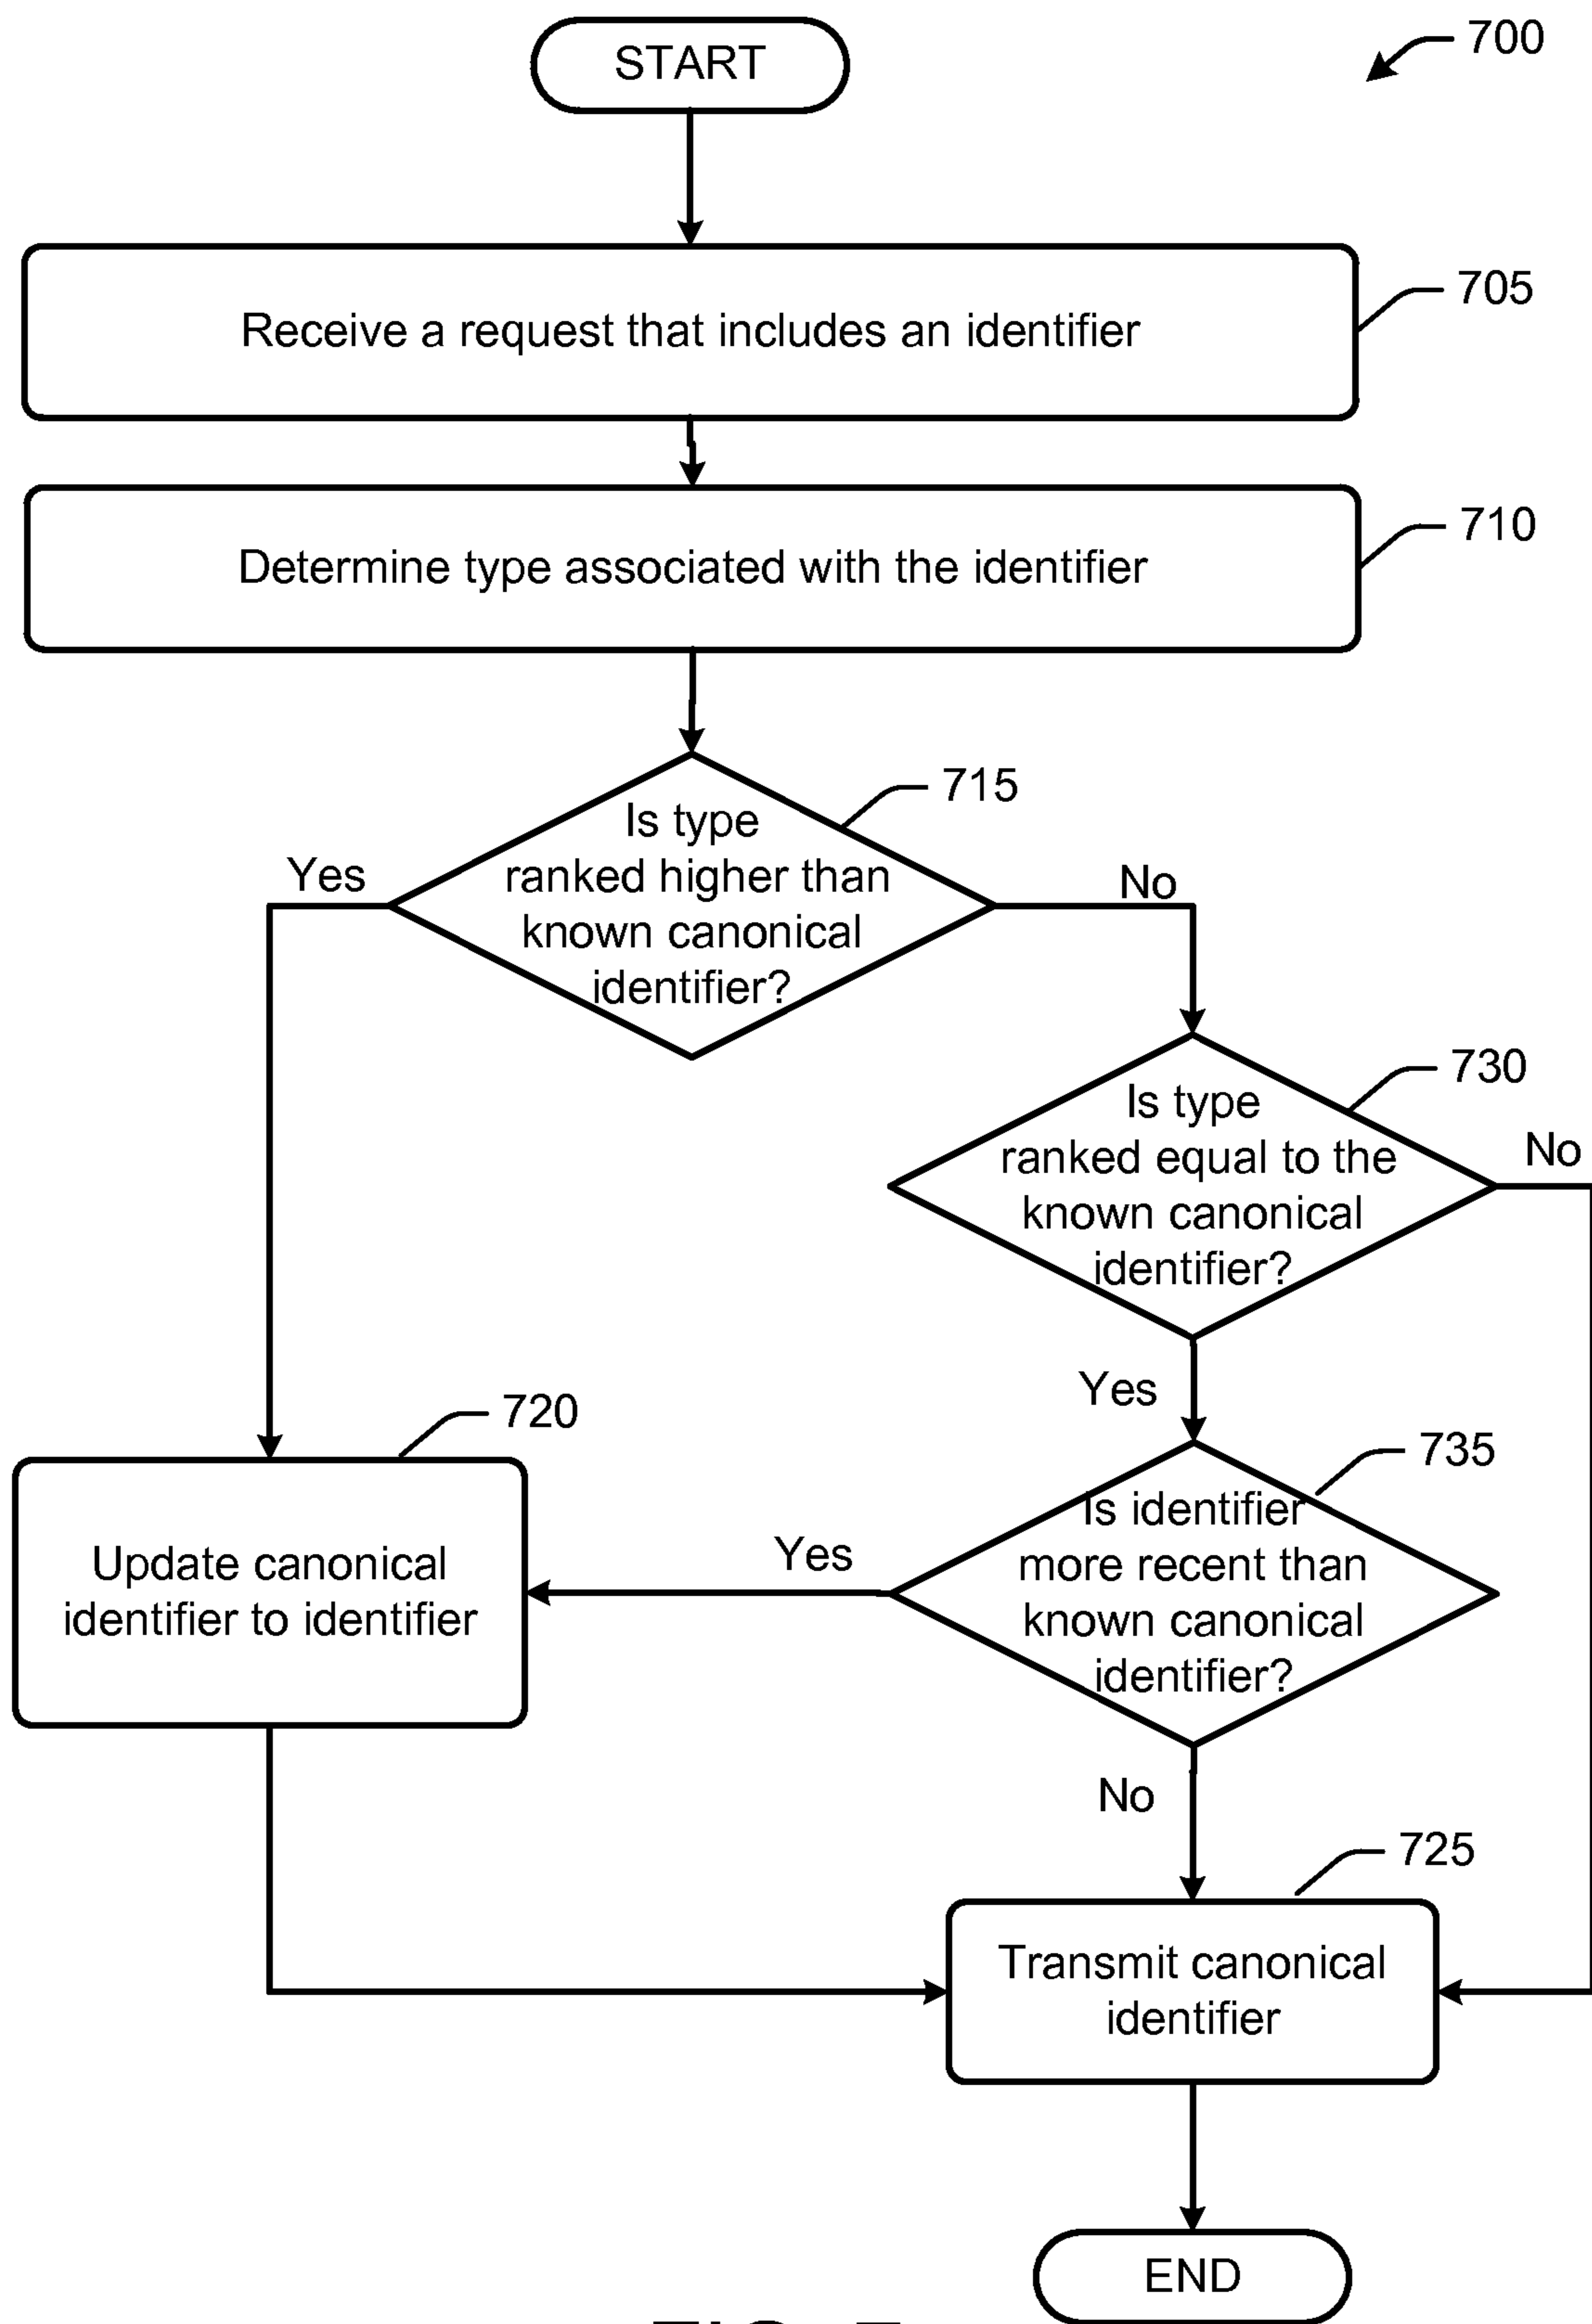 START
700
Receive a request that includes an identifier
705
Determine type associated with the identifier
710
Is type
ranked higher than
known canonical
identifier?
715
Yes
No
Is type
ranked equal to the
known canonical
identifier?
730
No
Yes
720
Update canonical
identifier to identifier
Is identifier
more recent than
known canonical
identifier?
735
Yes
No
725
Transmit canonical
identifier
END